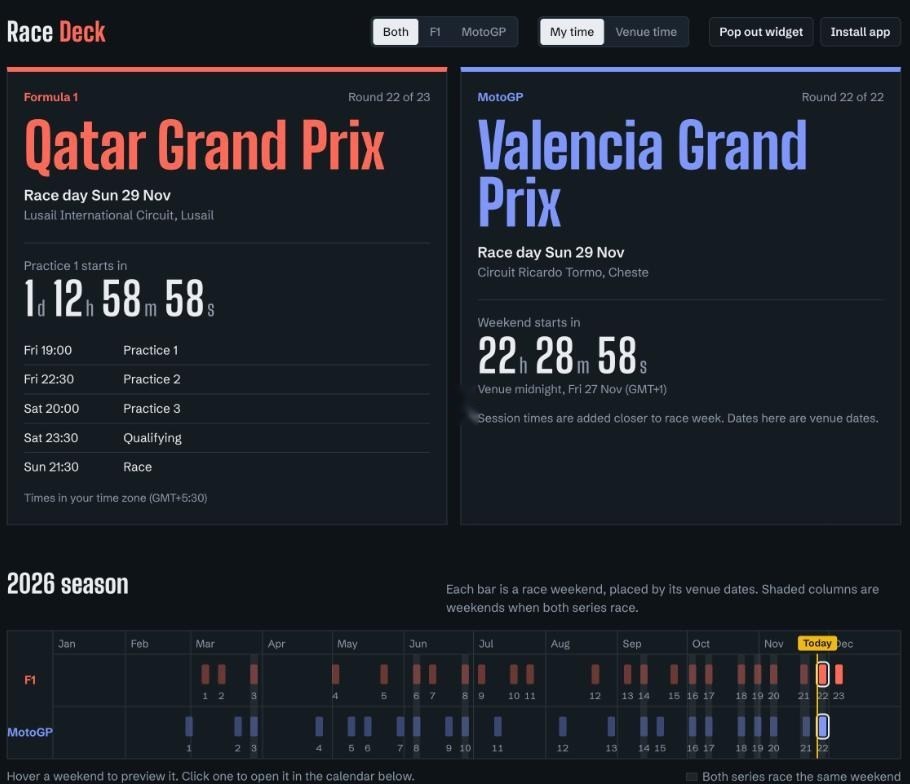 Race Deck
Both F1 MotoGP
My time Venue time
Pop out widget
Install app
Formula 1
Round 22 of 23
Qatar Grand Prix
Race day Sun 29 Nov
Lusail International Circuit, Lusail
Practice 1 starts in
1d 12h 58m 58s
Fri 19:00 Practice 1
Fri 22:30 Practice 2
Sat 20:00 Practice 3
Sat 23:30 Qualifying
Sun 21:30 Race
Times in your time zone (GMT+5:30)
MotoGP
Round 22 of 22
Valencia Grand
Prix
Race day Sun 29 Nov
Circuit Ricardo Tormo, Cheste
Weekend starts in
22h 28m 58s
Venue midnight, Fri 27 Nov (GMT+1)
Session times are added closer to race week. Dates here are venue dates.
2026 season
Each bar is a race weekend, placed by its venue dates. Shaded columns are
weekends when both series race.
Jan Feb Mar Apr May Jun Jul Aug Sep Oct Nov Today Dec
F1
1 2 3 4 5 6 7 8 9 10 11 12 13 14 15 16 17 18 19 20 21 22 23
MotoGP
1 2 3 4 5 6 7 8 9 10 11 12 13 14 15 16 17 18 19 20 21 22
Hover a weekend to preview it. Click one to open it in the calendar below.
Both series race the same weekend